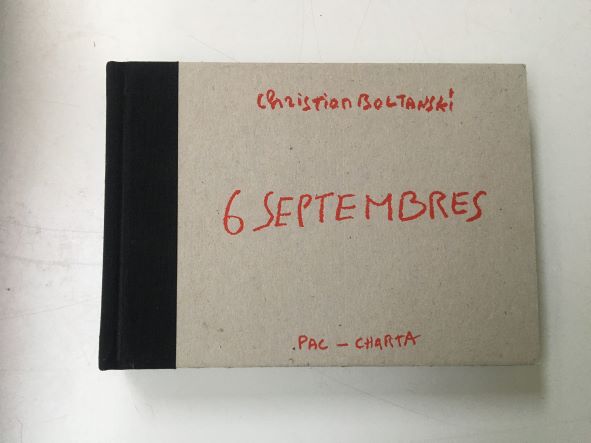 Christian BOLTANSKI
6 SEPTEMBRES
.PAC - CHARTA